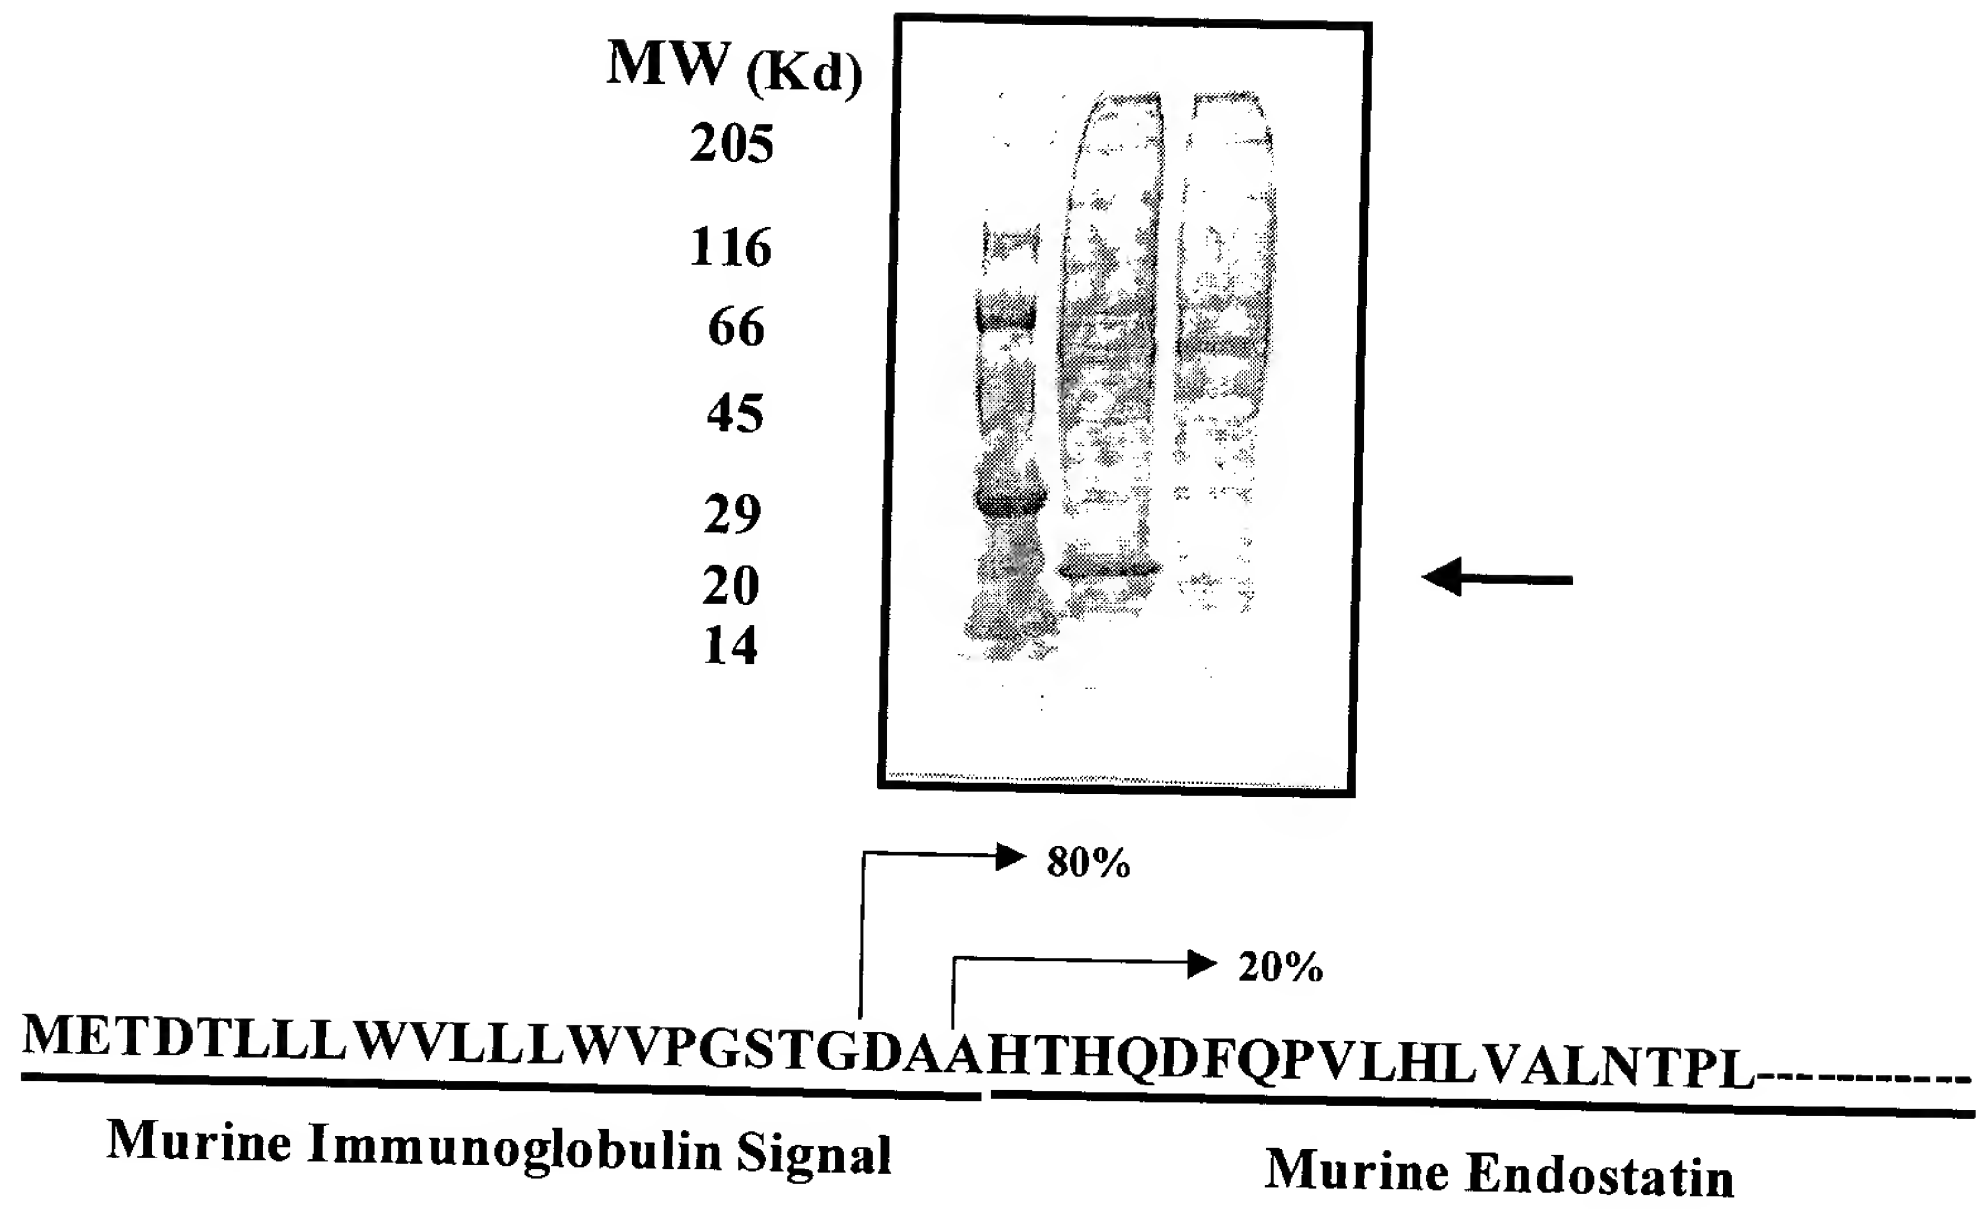 MW (Kd)
205
116
66
45
29
20
14
80%
20%
METDTLLLWVLLLWVPGSTGDAAHTHQDFQPVLHLVALNTPL-----------
Murine Immunoglobulin Signal
Murine Endostatin